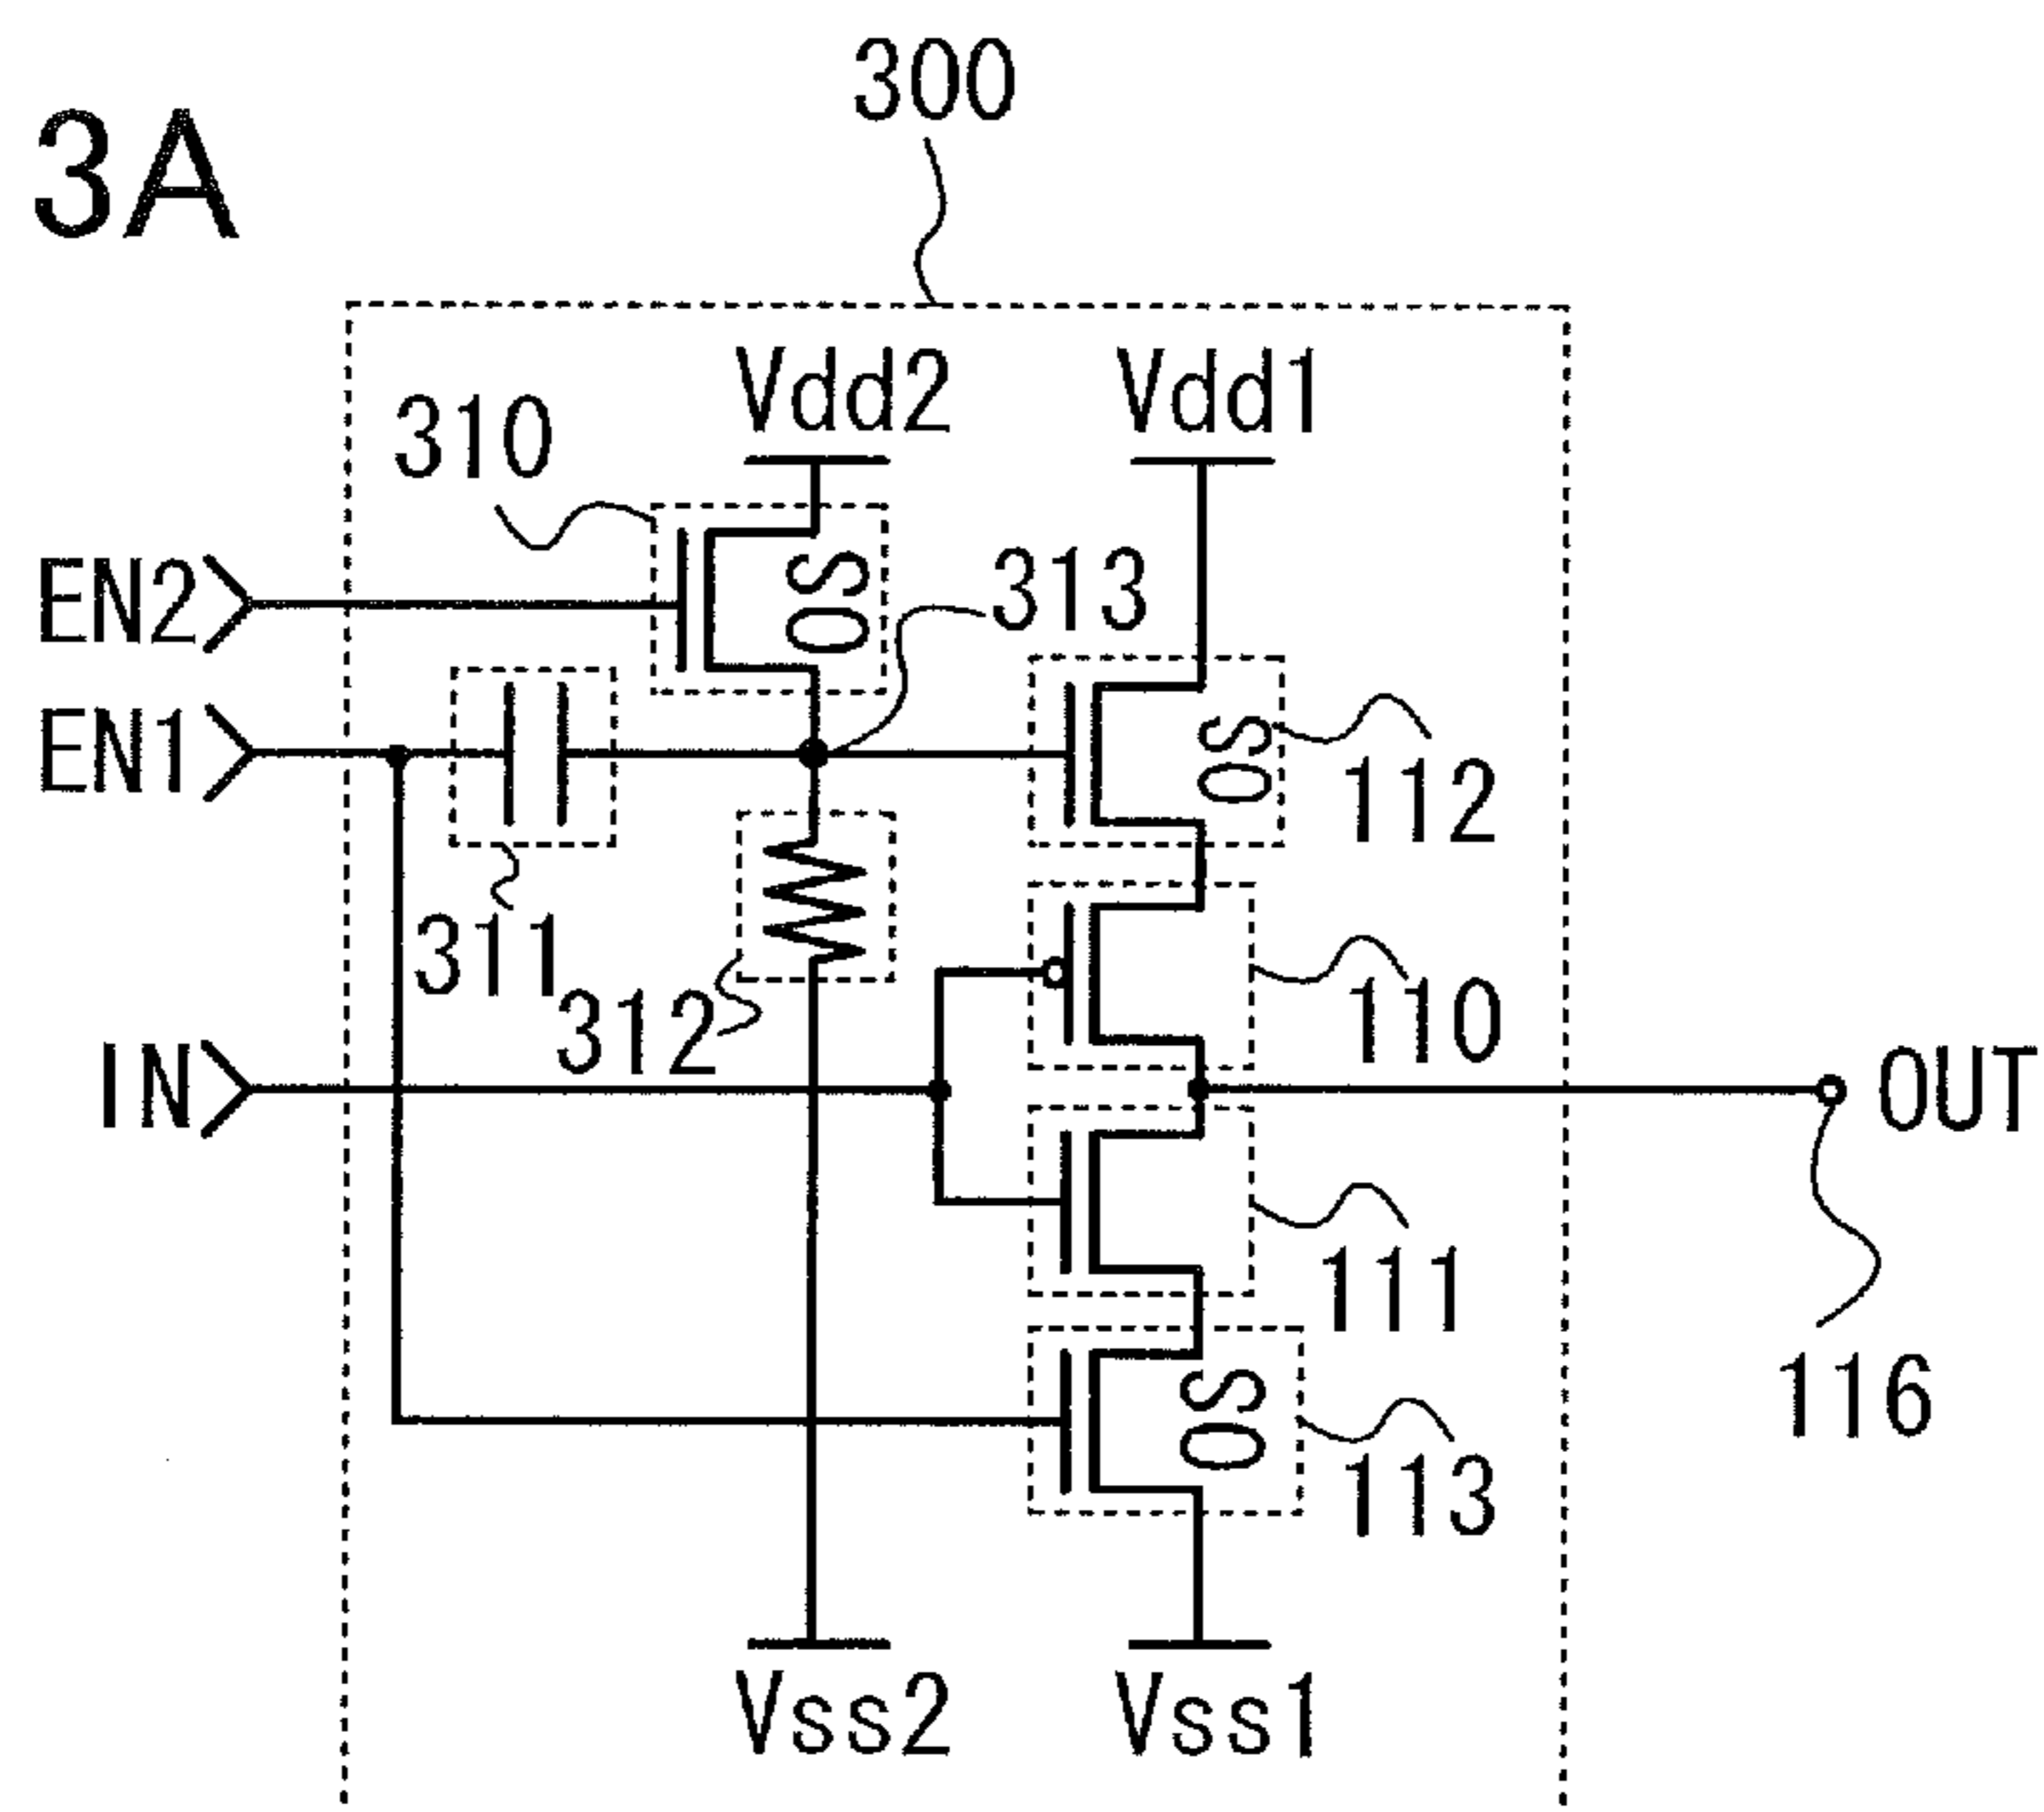 300
3A
Vdd2
Vdd1
310
OS
EN2
313
EN1
OS
112
311
312
110
IN
OUT
111
OS
116
113
Vss2
Vss1